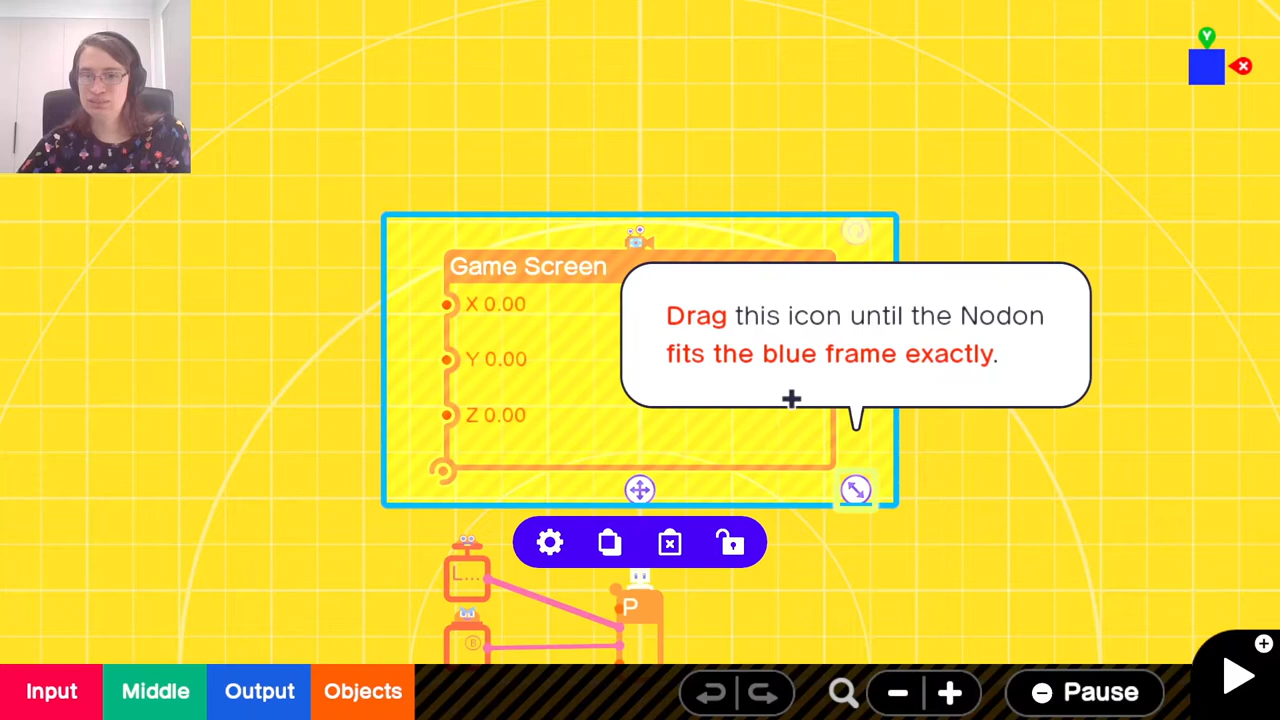 Y
X
Game Screen
X 0.00
Drag this icon until the Nodon
fits the blue frame exactly.
Y 0.00
Z 0.00
L...
P
B
Input
Middle
Output
Objects
Pause